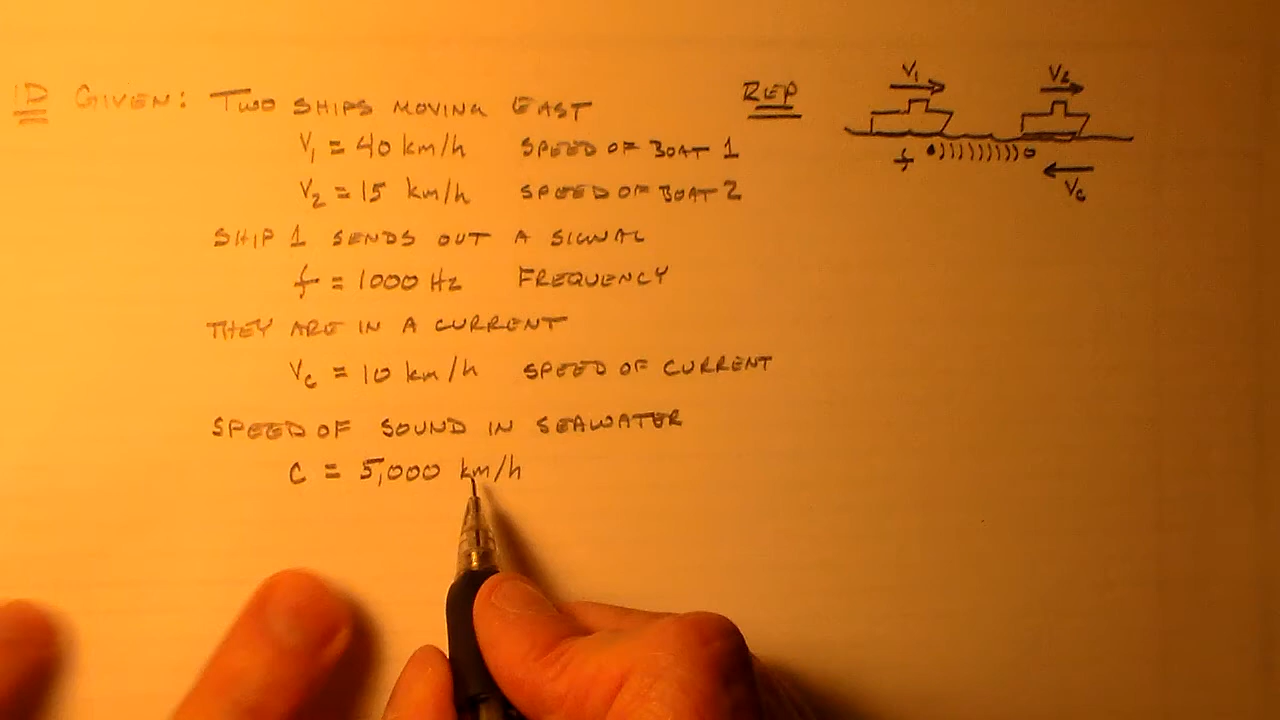 ID GIVEN: TWO SHIPS MOVING EAST
V1 = 40 km/h SPEED OF BOAT 1
V2 = 15 km/h SPEED OF BOAT 2
SHIP 1 SENDS OUT A SIGNAL
f = 1000 Hz FREQUENCY
THEY ARE IN A CURRENT
Vc = 10 km/h SPEED OF CURRENT
SPEED OF SOUND IN SEAWATER
C = 5,000 km/h
REP
V1 V2
f
Vc